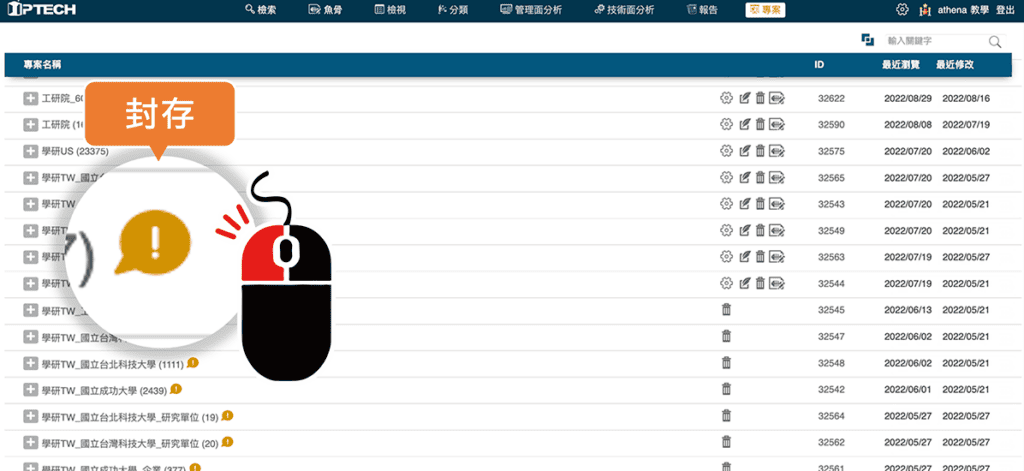 IPTECH 檢索 魚骨 檢視 分類 管理面分析 技術面分析 報告 專案 athena 教學 登出
輸入關鍵字
專案名稱 ID 最近瀏覽 最近修改
工研院_6 32622 2022/08/29 2022/08/16
封存
工研院 (1 32590 2022/08/08 2022/07/19
學研US (23375) 32575 2022/07/20 2022/06/02
學研TW_國立 32565 2022/07/20 2022/05/27
學研TW_ 32543 2022/07/20 2022/05/21
學研T 32549 2022/07/20 2022/05/21
學研T 32563 2022/07/19 2022/05/27
學研TW 32544 2022/07/19 2022/05/21
學研TW_ 32545 2022/06/13 2022/05/21
學研TW_國立台灣 32547 2022/06/02 2022/05/21
學研TW_國立台北科技大學 (1111) 32548 2022/06/02 2022/05/21
學研TW_國立成功大學 (2439) 32542 2022/06/01 2022/05/21
學研TW_國立台北科技大學_研究單位 (19) 32564 2022/05/27 2022/05/27
學研TW_國立台灣科技大學_研究單位 (20) 32562 2022/05/27 2022/05/27
學研TW_國立成功大學_企業 (377) 32561 2022/05/27 2022/05/27